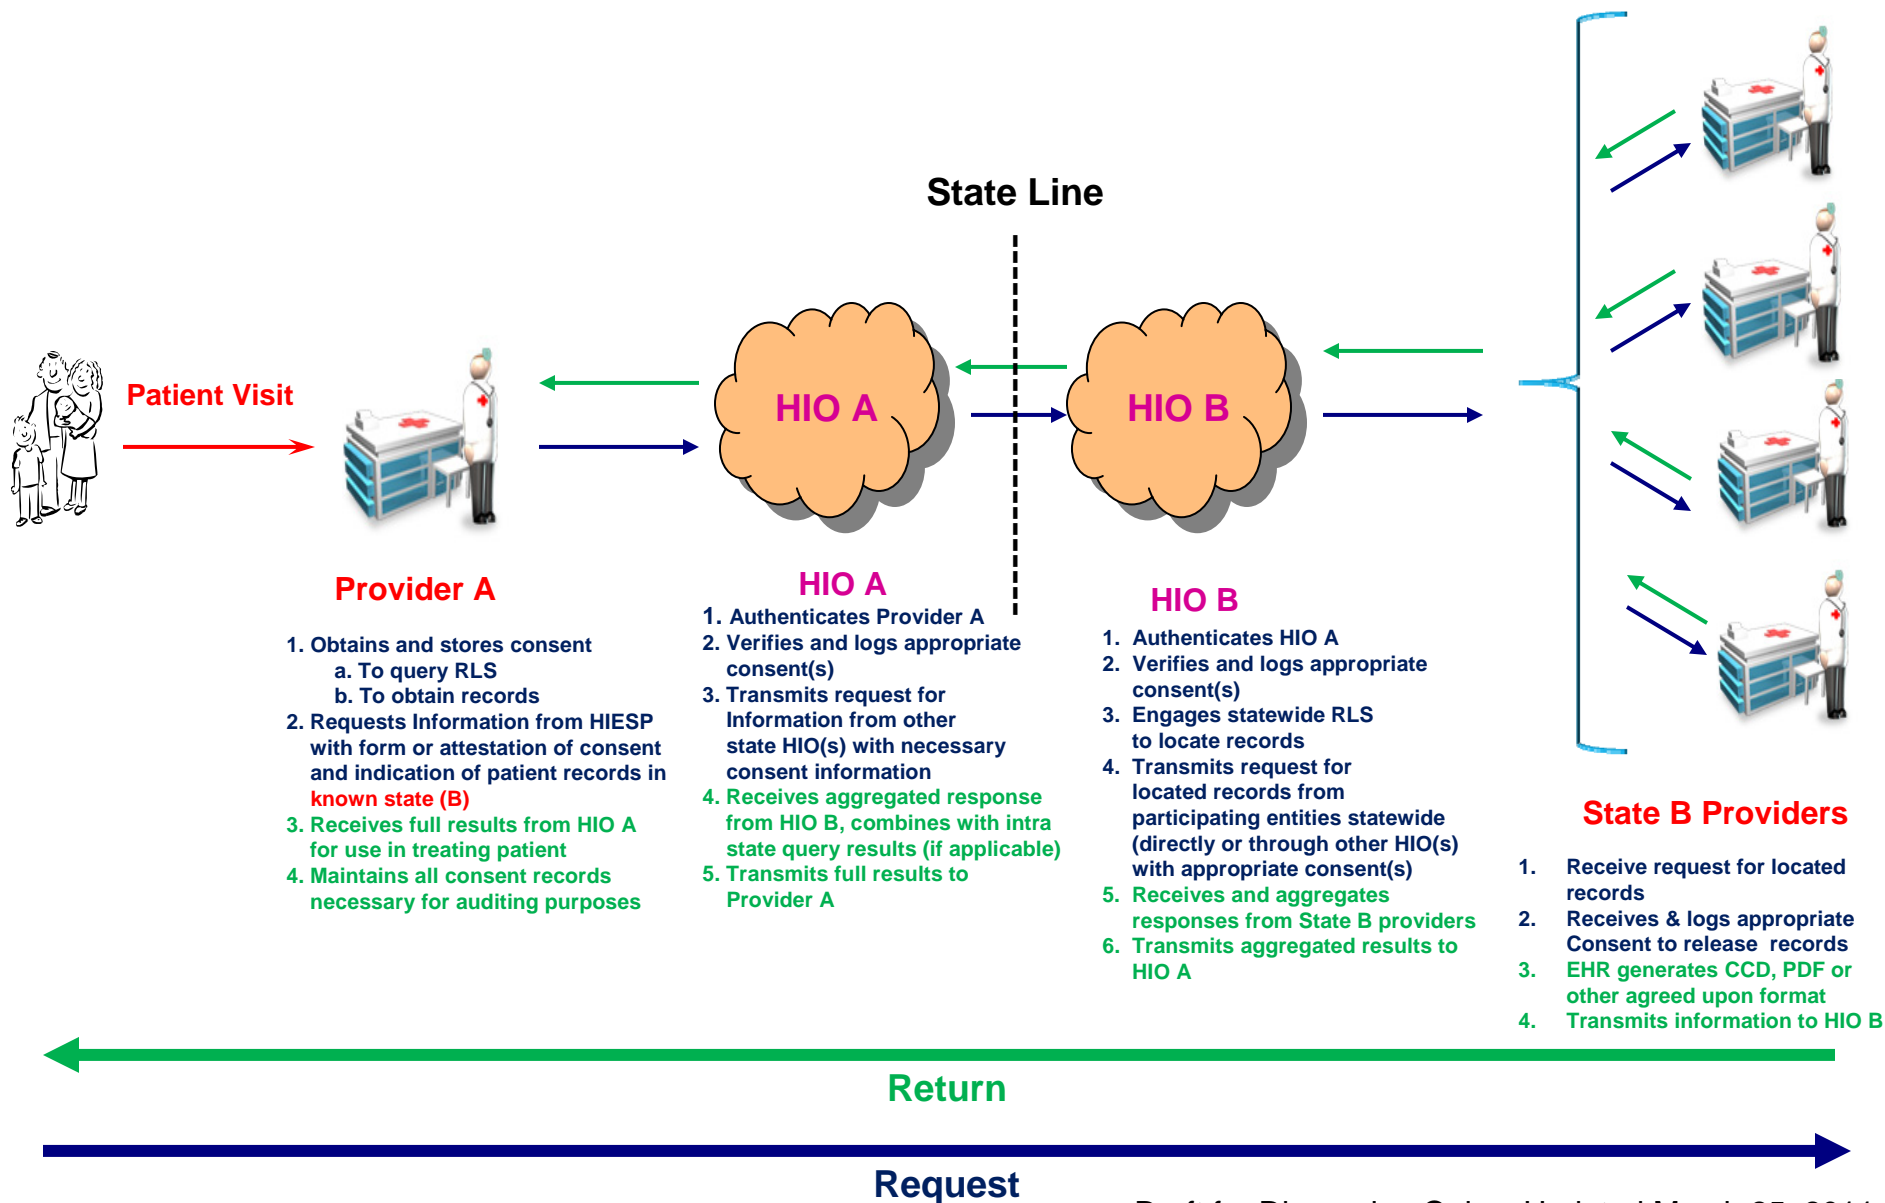 State Line
Patient Visit
HIO A
HIO B
Provider A
1. Obtains and stores consent
a. To query RLS
b. To obtain records
2. Requests Information from HIESP
with form or attestation of consent
and indication of patient records in
known state (B)
3. Receives full results from HIO A
for use in treating patient
4. Maintains all consent records
necessary for auditing purposes
HIO A
1. Authenticates Provider A
2. Verifies and logs appropriate
consent(s)
3. Transmits request for
Information from other
state HIO(s) with necessary
consent information
4. Receives aggregated response
from HIO B, combines with intra
state query results (if applicable)
5. Transmits full results to
Provider A
HIO B
1. Authenticates HIO A
2. Verifies and logs appropriate
consent(s)
3. Engages statewide RLS
to locate records
4. Transmits request for
located records from
participating entities statewide
(directly or through other HIO(s)
with appropriate consent(s)
5. Receives and aggregates
responses from State B providers
6. Transmits aggregated results to
HIO A
State B Providers
1. Receive request for located
records
2. Receives & logs appropriate
Consent to release records
3. EHR generates CCD, PDF or
other agreed upon format
4. Transmits information to HIO B
Return
Request